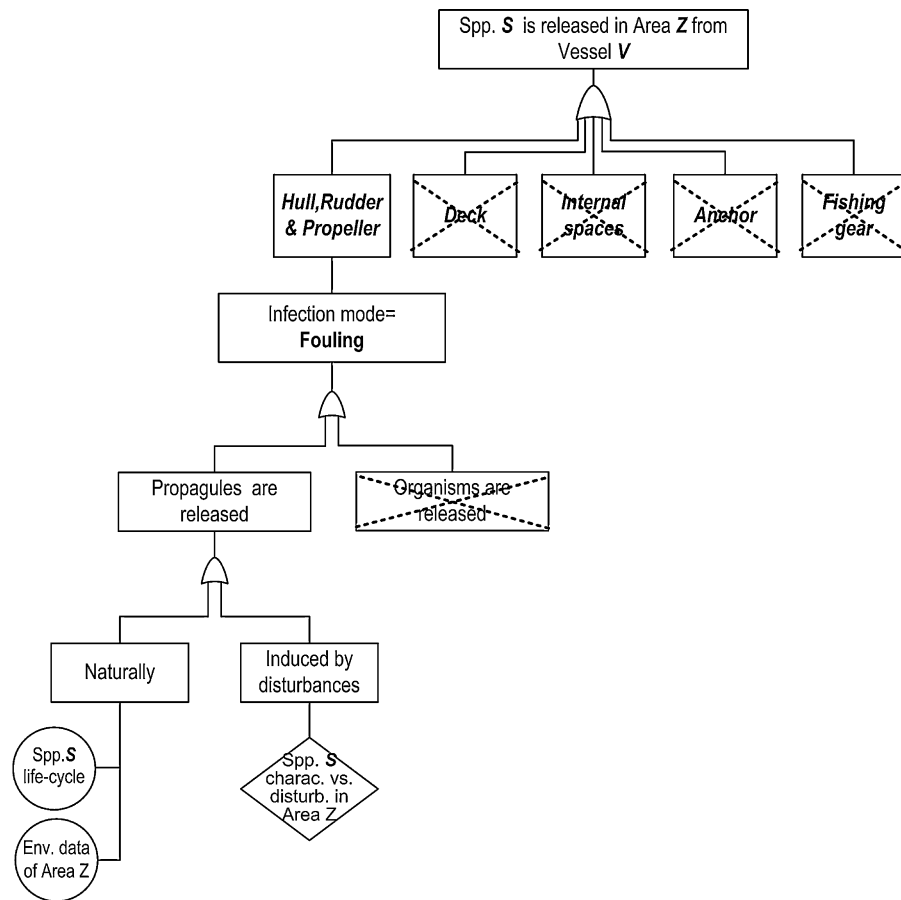 Spp. S is released in Area Z from
Vessel V
Hull,Rudder
& Propeller
Deck
Internal
spaces
Anchor
Fishing
gear
Infection mode=
Fouling
Propagules are
released
Organisms are
released
Naturally
Induced by
disturbances
Spp.S
life-cycle
Spp. S
charac. vs.
disturb. in
Area Z
Env. data
of Area Z